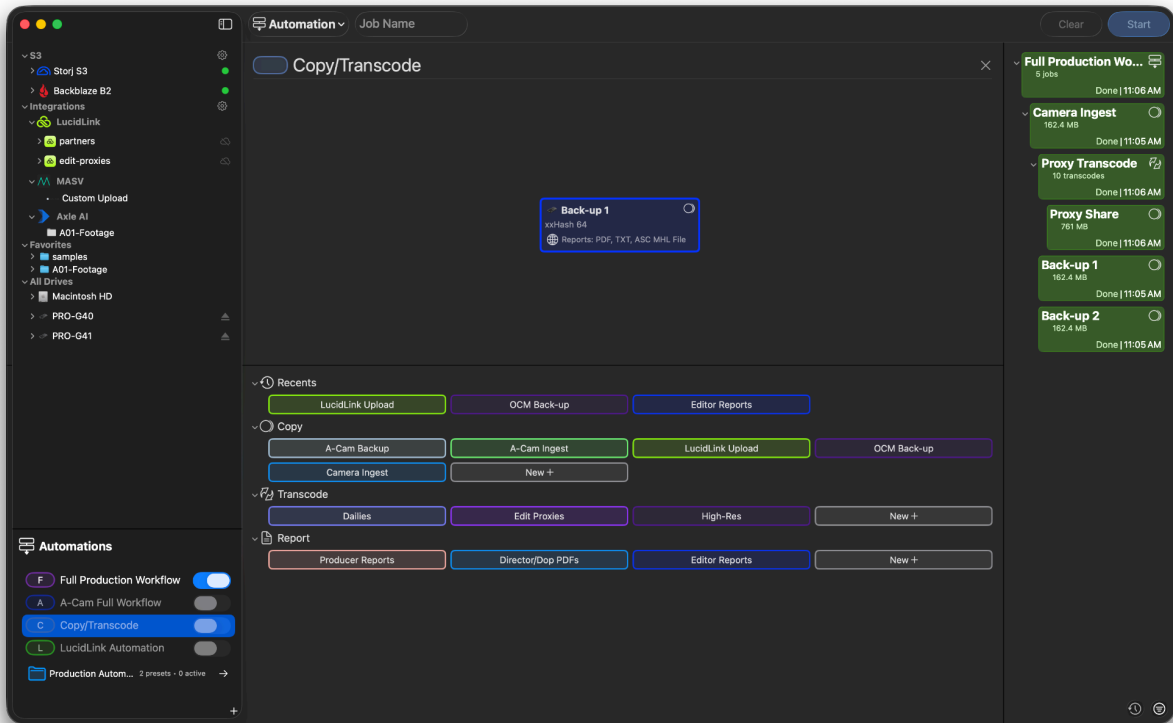 Automation
Job Name
Clear
Start
S3
Storj S3
Backblaze B2
Integrations
LucidLink
partners
edit-proxies
MASV
Custom Upload
Axle AI
A01-Footage
Favorites
samples
A01-Footage
All Drives
Macintosh HD
PRO-G40
PRO-G41
Automations
F Full Production Workflow
A A-Cam Full Workflow
C Copy/Transcode
L LucidLink Automation
Production Autom... 2 presets - 0 active
Copy/Transcode
Back-up 1
xxHash 64
Reports: PDF, TXT, ASC MHL File
Recents
LucidLink Upload OCM Back-up Editor Reports
Copy
A-Cam Backup A-Cam Ingest LucidLink Upload OCM Back-up
Camera Ingest New +
Transcode
Dailies Edit Proxies High-Res New +
Report
Producer Reports Director/Dop PDFs Editor Reports New +
Full Production Wo...
5 jobs
Done | 11:06 AM
Camera Ingest
162.4 MB
Done | 11:05 AM
Proxy Transcode
10 transcodes
Done | 11:06 AM
Proxy Share
761 MB
Done | 11:06 AM
Back-up 1
162.4 MB
Done | 11:05 AM
Back-up 2
162.4 MB
Done | 11:05 AM